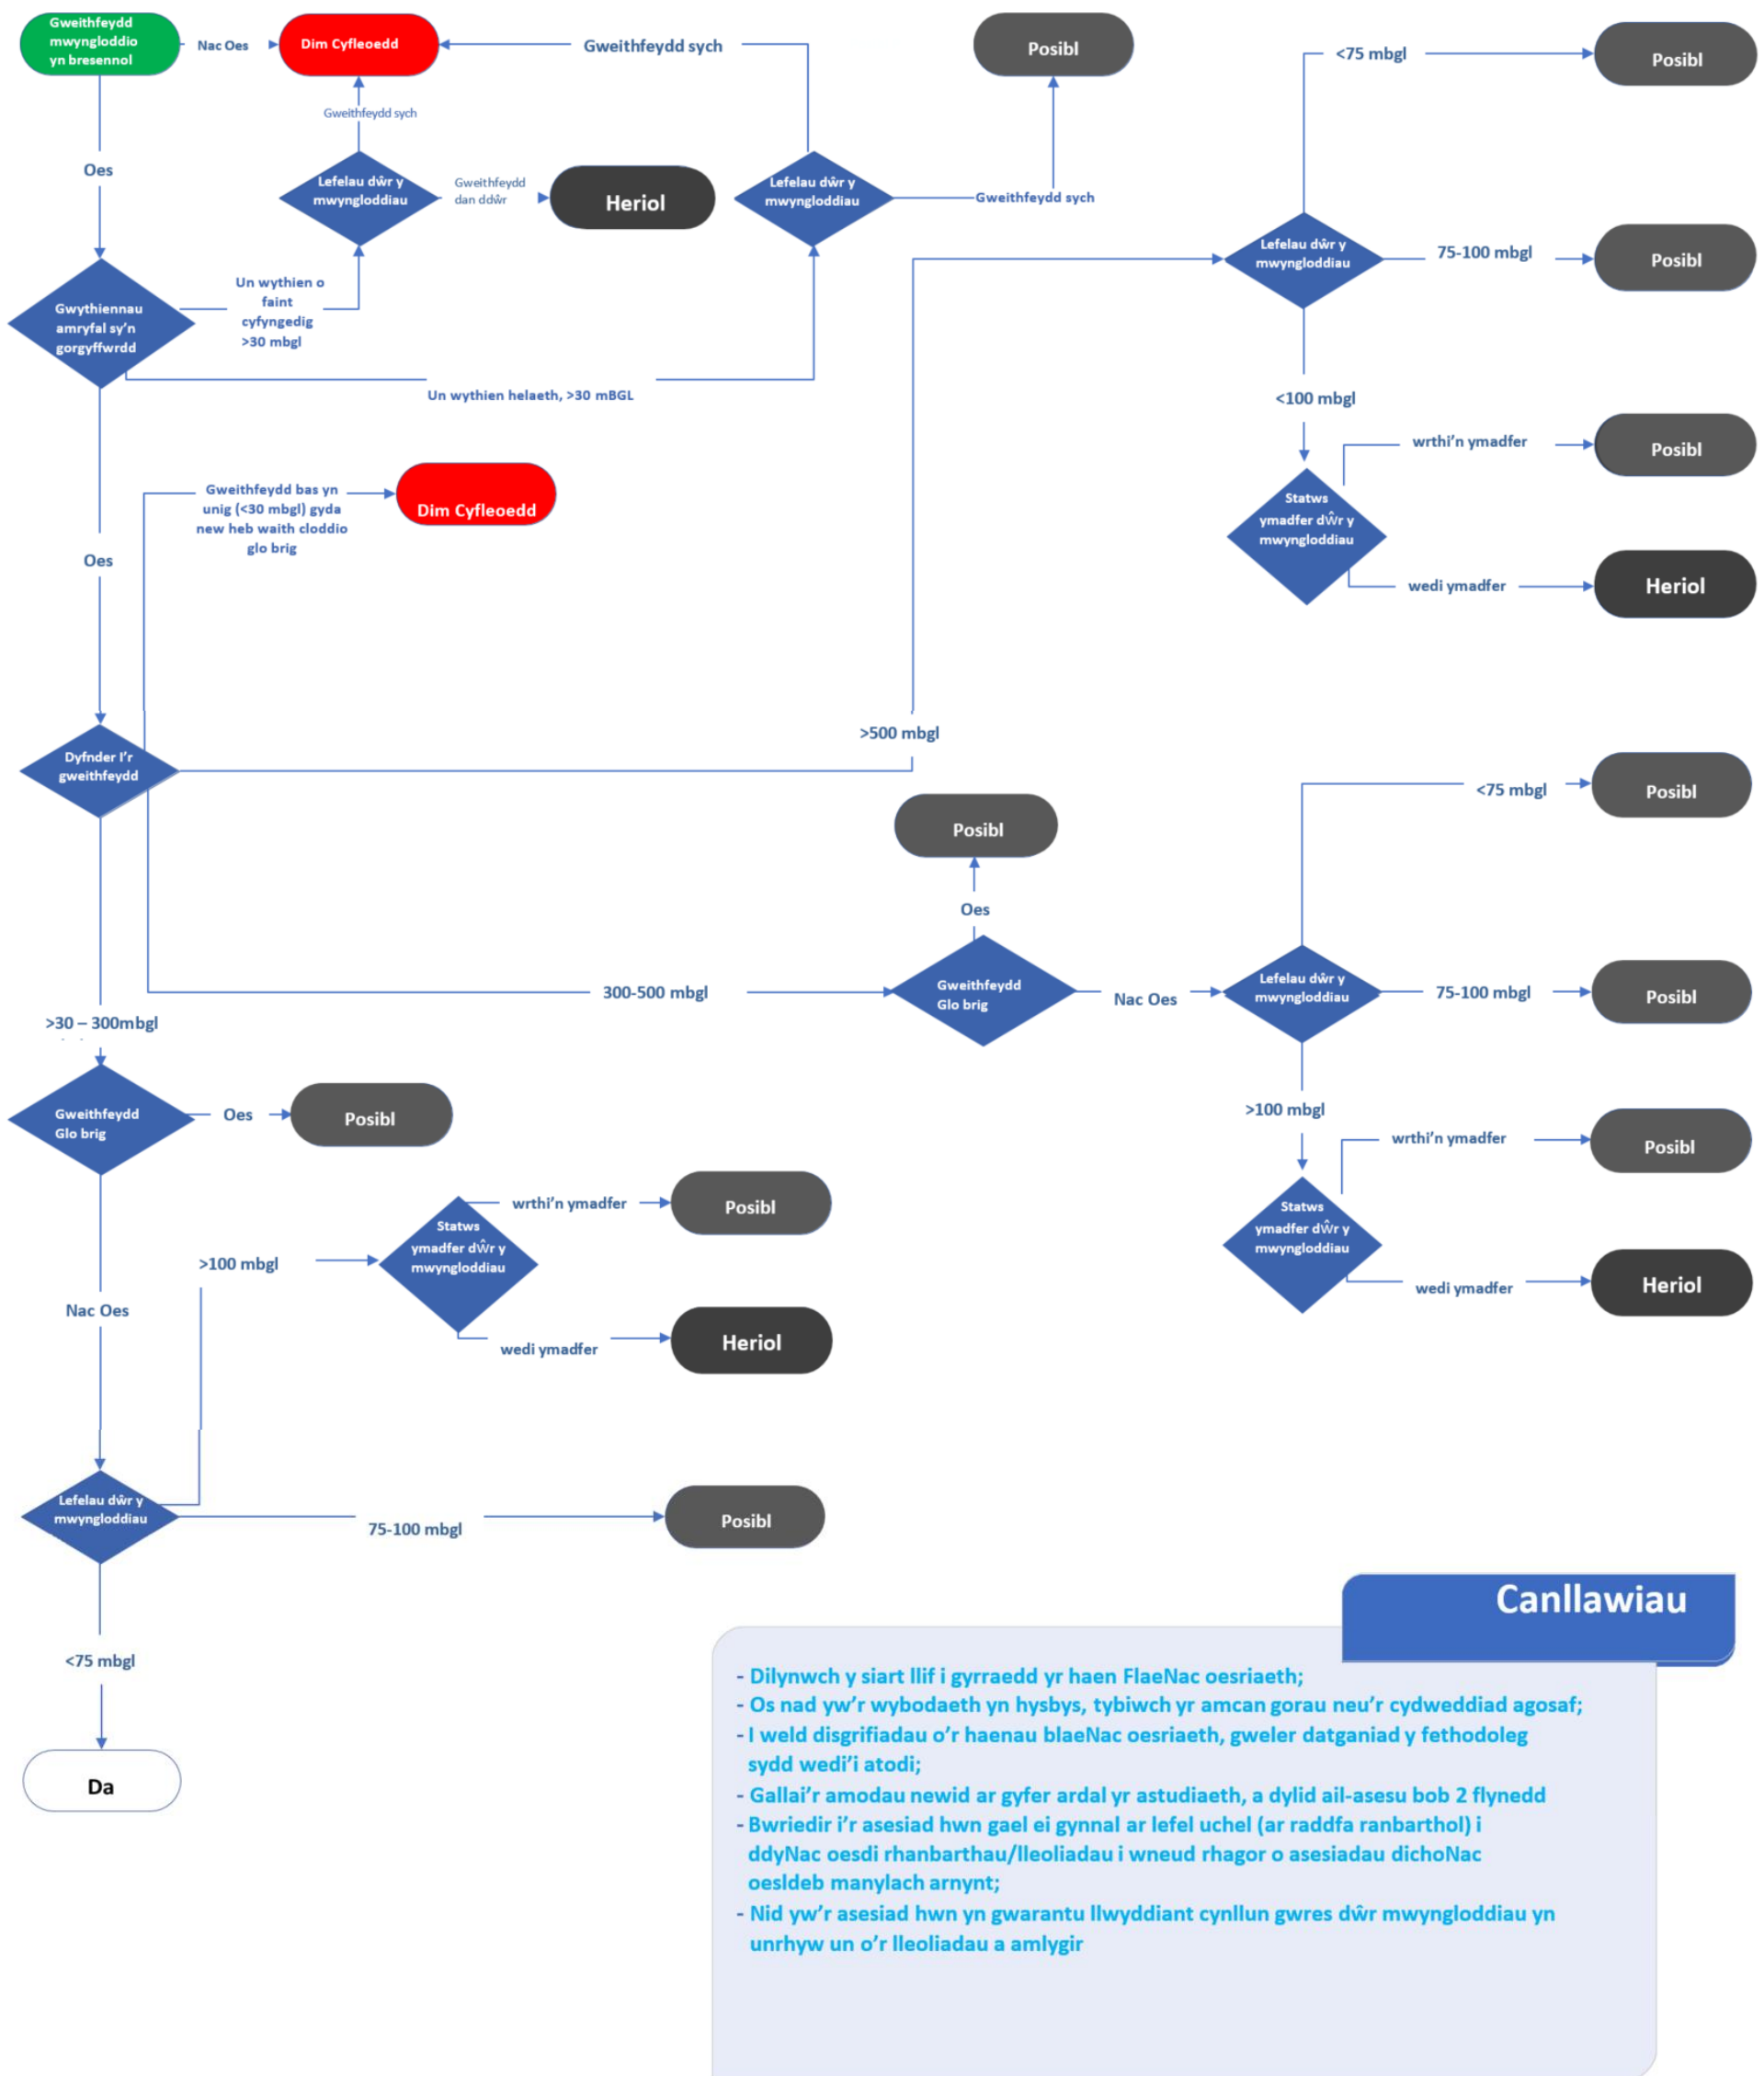 Gweithfeydd
mwyngloddio
yn bresennol
Nac Oes
Dim Cyfleoedd
Gweithfeydd sych
Posibl
<75 mbgl
Posibl
Gweithfeydd sych
Oes
Lefelau dŵr y
mwyngloddiau
Gweithfeydd
dan ddŵr
Heriol
Lefelau dŵr y
mwyngloddiau
Gweithfeydd sych
Lefelau dŵr y
mwyngloddiau
75-100 mbgl
Posibl
Gwythiennau
amryfal sy'n
gorgyffwrdd
Un wythien o
faint
cyfyngedig
>30 mbgl
Un wythien helaeth, >30 mBGL
<100 mbgl
wrthi'n ymadfer
Posibl
Gweithfeydd bas yn
unig (<30 mbgl) gyda
new heb waith cloddio
glo brig
Dim Cyfleoedd
Statws
ymadfer dŴr y
mwyngloddiau
Oes
wedi ymadfer
Heriol
>500 mbgl
Dyfnder I'r
gweithfeydd
<75 mbgl
Posibl
Posibl
Oes
300-500 mbgl
Gweithfeydd
Glo brig
Nac Oes
Lefelau dŵr y
mwyngloddiau
75-100 mbgl
Posibl
>30 – 300mbgl
Gweithfeydd
Glo brig
Oes
Posibl
>100 mbgl
wrthi'n ymadfer
Posibl
wrthi'n ymadfer
Posibl
Statws
ymadfer dŴr y
mwyngloddiau
Statws
ymadfer dŴr y
mwyngloddiau
>100 mbgl
wedi ymadfer
Heriol
Nac Oes
wedi ymadfer
Heriol
Lefelau dŵr y
mwyngloddiau
75-100 mbgl
Posibl
<75 mbgl
Da
Canllawiau
- Dilynwch y siart llif i gyrraedd yr haen FlaeNac oesriaeth;
- Os nad yw'r wybodaeth yn hysbys, tybiwch yr amcan gorau neu'r cydweddiad agosaf;
- I weld disgrifiadau o'r haenau blaeNac oesriaeth, gweler datganiad y fethodoleg
sydd wedi'i atodi;
- Gallai'r amodau newid ar gyfer ardal yr astudiaeth, a dylid ail-asesu bob 2 flynedd
- Bwriedir i'r asesiad hwn gael ei gynnal ar lefel uchel (ar raddfa ranbarthol) i
ddyNac oesdi rhanbarthau/lleoliadau i wneud rhagor o asesiadau dichoNac
oesldeb manylach arnynt;
- Nid yw'r asesiad hwn yn gwarantu llwyddiant cynllun gwres dŵr mwyngloddiau yn
unrhyw un o'r lleoliadau a amlygir